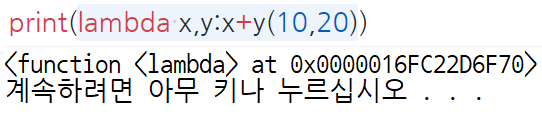 print(lambda x,y:x+y(10,20))
<function <lambda> at 0x0000016FC22D6F70>
계속하려면 아무 키나 누르십시오 . . .